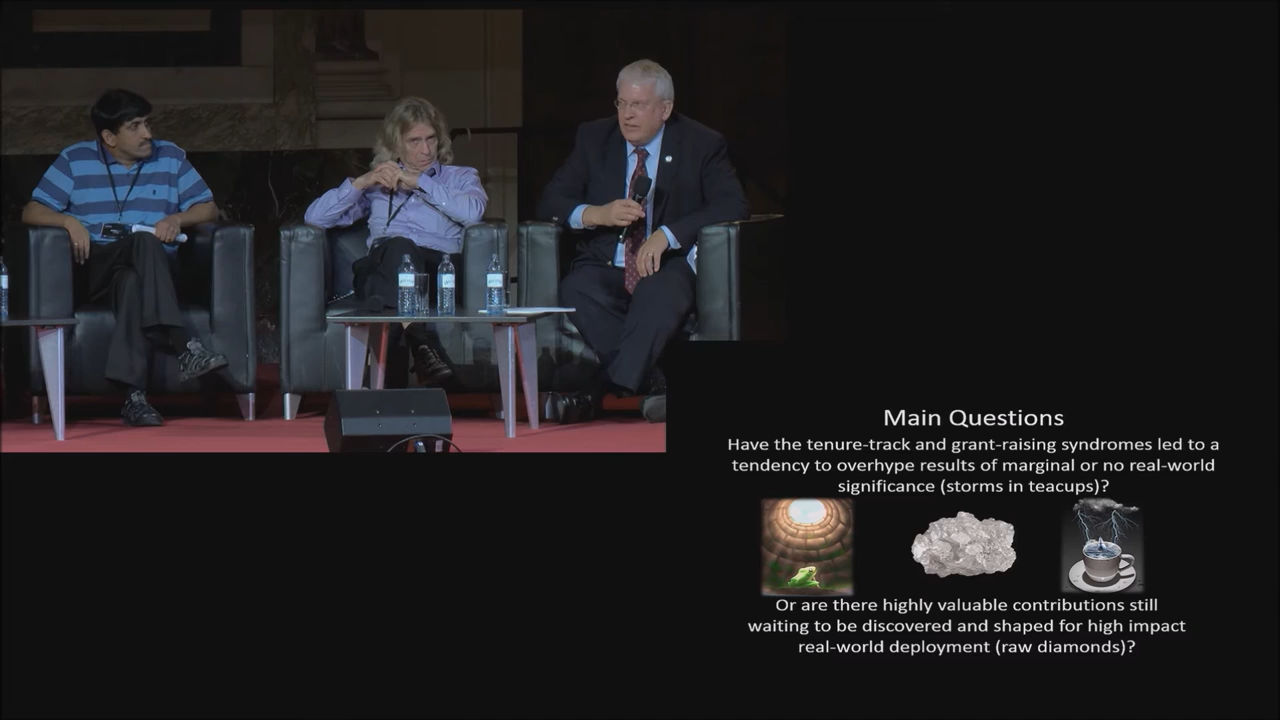 Main Questions
Have the tenure-track and grant-raising syndromes led to a
tendency to overhype results of marginal or no real-world
significance (storms in teacups)?
Or are there highly valuable contributions still
waiting to be discovered and shaped for high impact
real-world deployment (raw diamonds)?